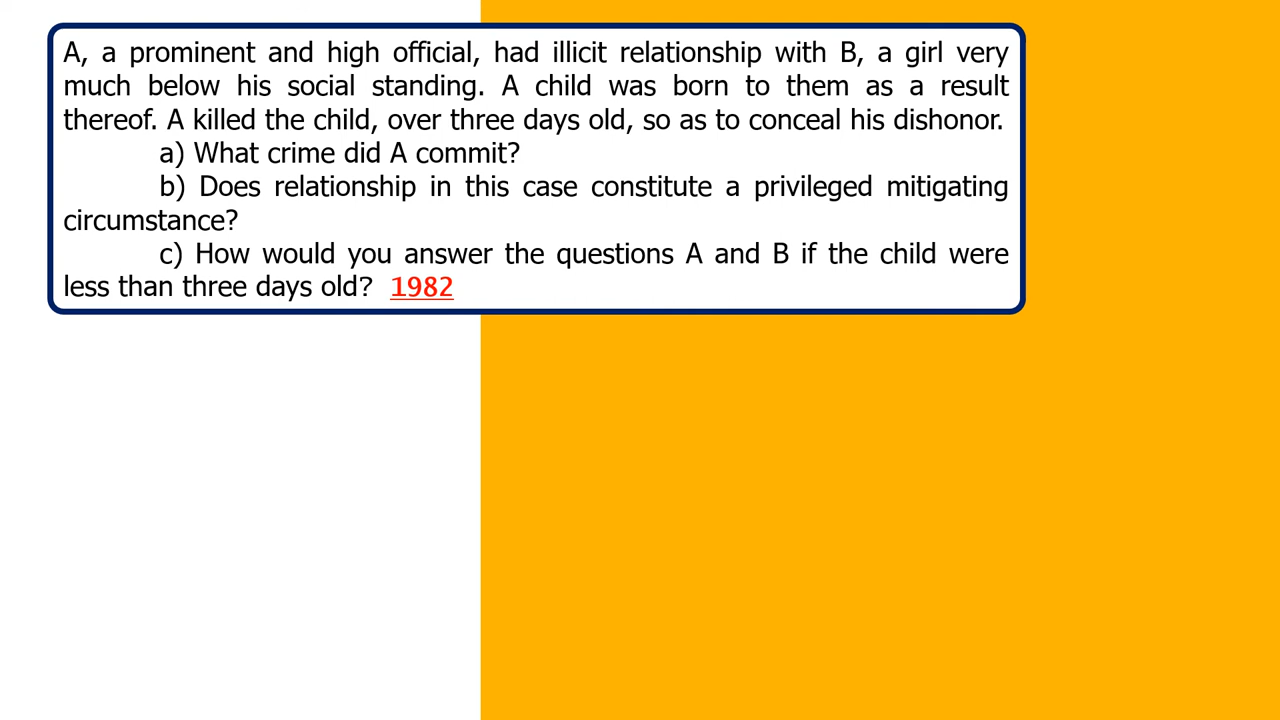 A, a prominent and high official, had illicit relationship with B, a girl very
much below his social standing. A child was born to them as a result
thereof. A killed the child, over three days old, so as to conceal his dishonor.
a) What crime did A commit?
b) Does relationship in this case constitute a privileged mitigating
circumstance?
c) How would you answer the questions A and B if the child were
less than three days old? 1982